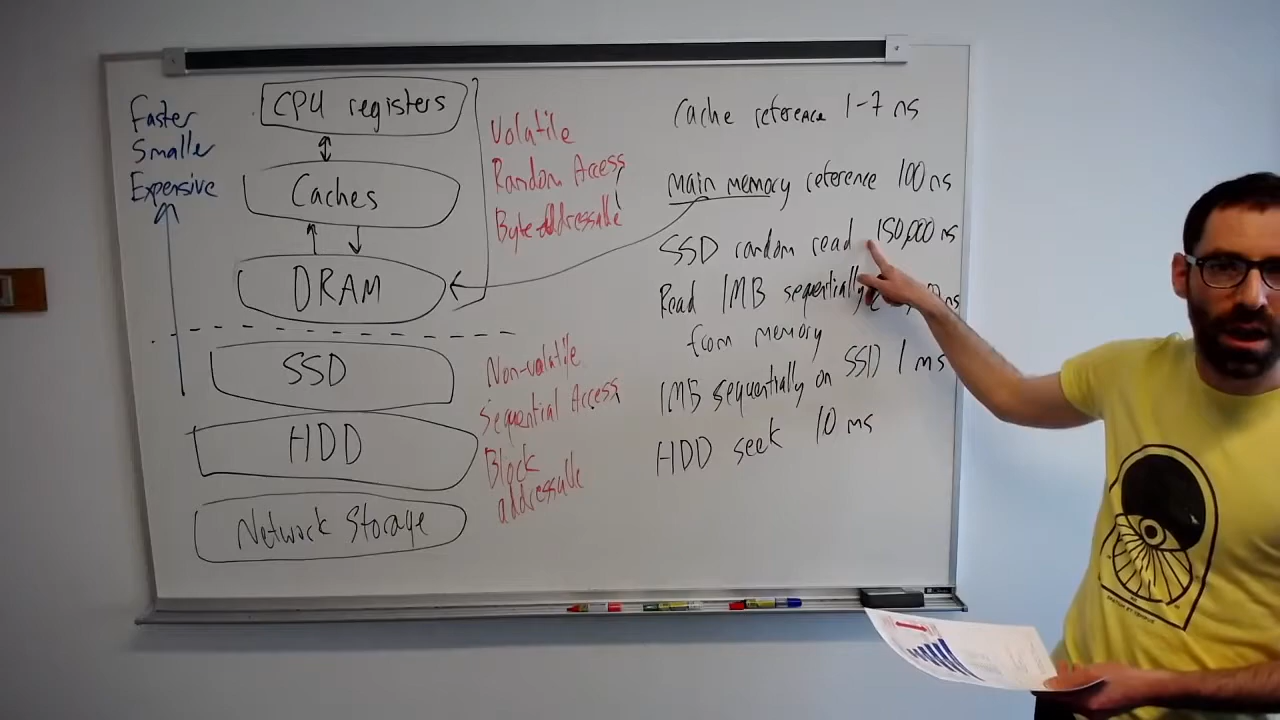 Faster
Smaller
Expensive
CPU registers
Caches
DRAM
SSD
HDD
Network Storage
Volatile
Random Access
Byte-addressable
Non-volatile
Sequential Access
Block
addressable
Cache reference 1-7 ns
Main memory reference 100 ns
SSD random read 150,000 ns
Read 1MB sequentially
ns
from memory
1MB sequentially on SSD 1 ms
HDD seek 10 ms